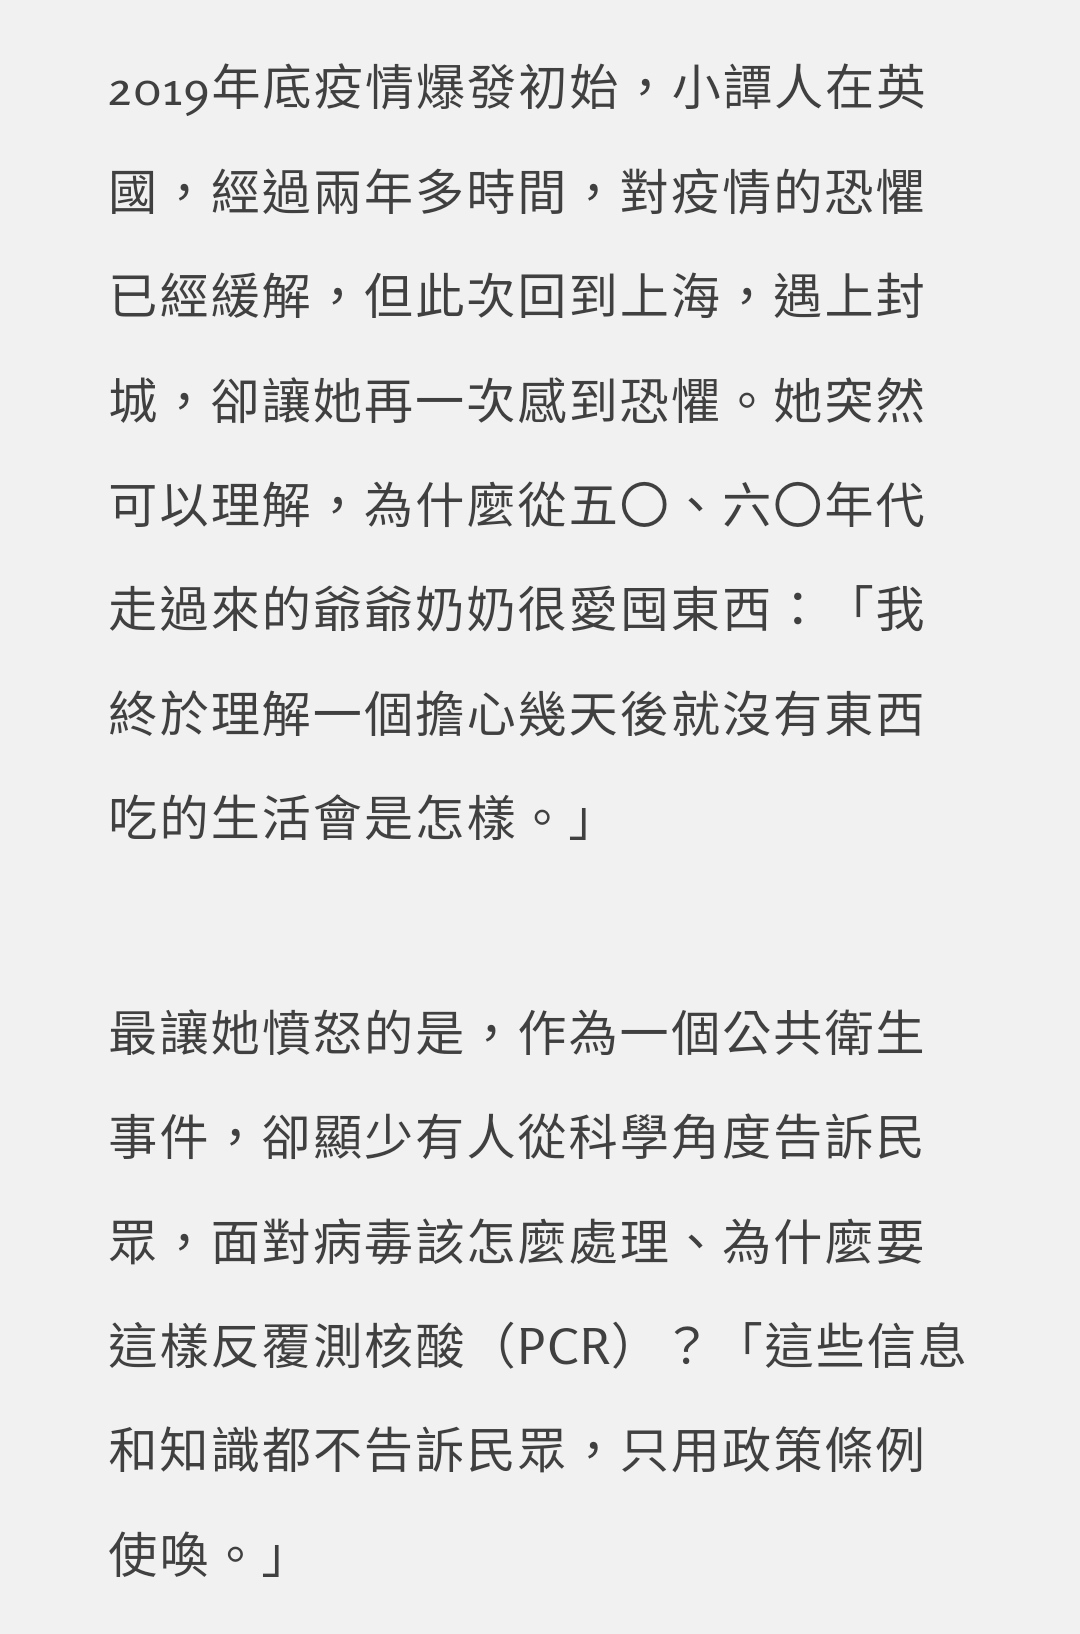 2019年底疫情爆發初始，小譚人在英
國，經過兩年多時間，對疫情的恐懼
已經緩解，但此次回到上海，遇上封
城，卻讓她再一次感到恐懼。她突然
可以理解，為什麼從五〇、六〇年代
走過來的爺爺奶奶很愛囤東西：「我
終於理解一個擔心幾天後就沒有東西
吃的生活會是怎樣。」
最讓她憤怒的是，作為一個公共衛生
事件，卻顯少有人從科學角度告訴民
眾，面對病毒該怎麼處理、為什麼要
這樣反覆測核酸（PCR）？「這些信息
和知識都不告訴民眾，只用政策條例
使喚。」